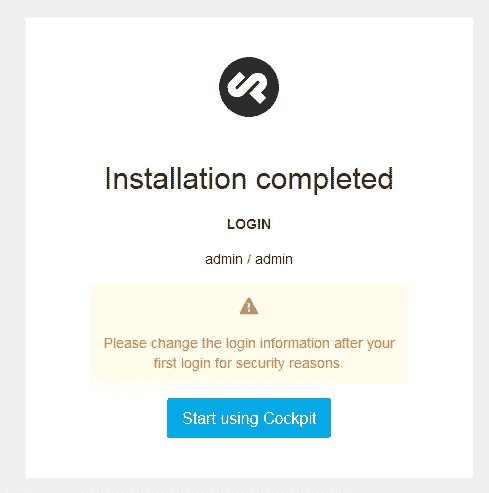 Installation completed
LOGIN
admin / admin
Please change the login information after your
first login for security reasons.
Start using Cockpit